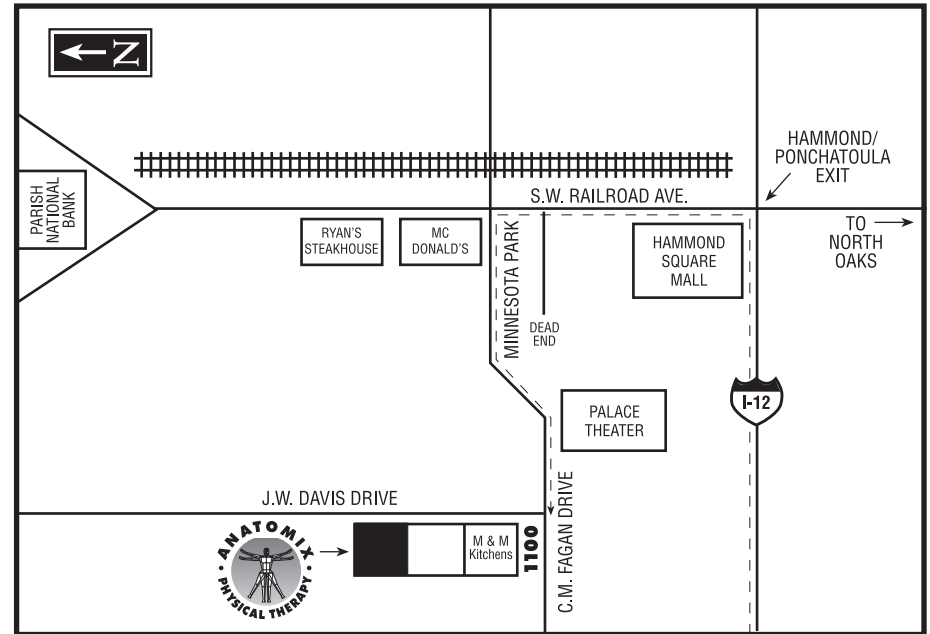 N
HAMMOND/
PONCHATOULA
EXIT
PARISH
NATIONAL
BANK
S.W. RAILROAD AVE.
RYAN'S
STEAKHOUSE
MC
DONALD'S
MINNESOTA PARK
HAMMOND
SQUARE
MALL
TO
NORTH
OAKS
DEAD
END
I-12
PALACE
THEATER
J.W. DAVIS DRIVE
C.M. FAGAN DRIVE
ANATOMIX
PHYSICAL THERAPY
M & M
Kitchens
1100